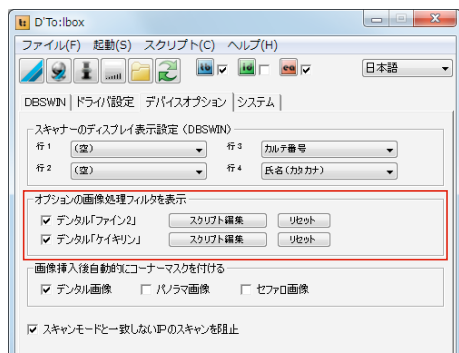 D'To:Ibox
ファイル(F) 起動(S) スクリプト(C) ヘルプ(H)
日本語
DBSWIN ドライバ設定 デバイスオプション システム
スキャナーのディスプレイ表示設定（DBSWIN）
行1 (空) 行3 カルテ番号
行2 (空) 行4 氏名(カタカナ)
オプションの画像処理フィルタを表示
デンタル「ファイン2」 スクリプト編集 リセット
デンタル「ケイキリン」 スクリプト編集 リセット
画像挿入後自動的にコーナーマスクを付ける
デンタル画像 パノラマ画像 セファロ画像
スキャンモードと一致しないIPのスキャンを阻止